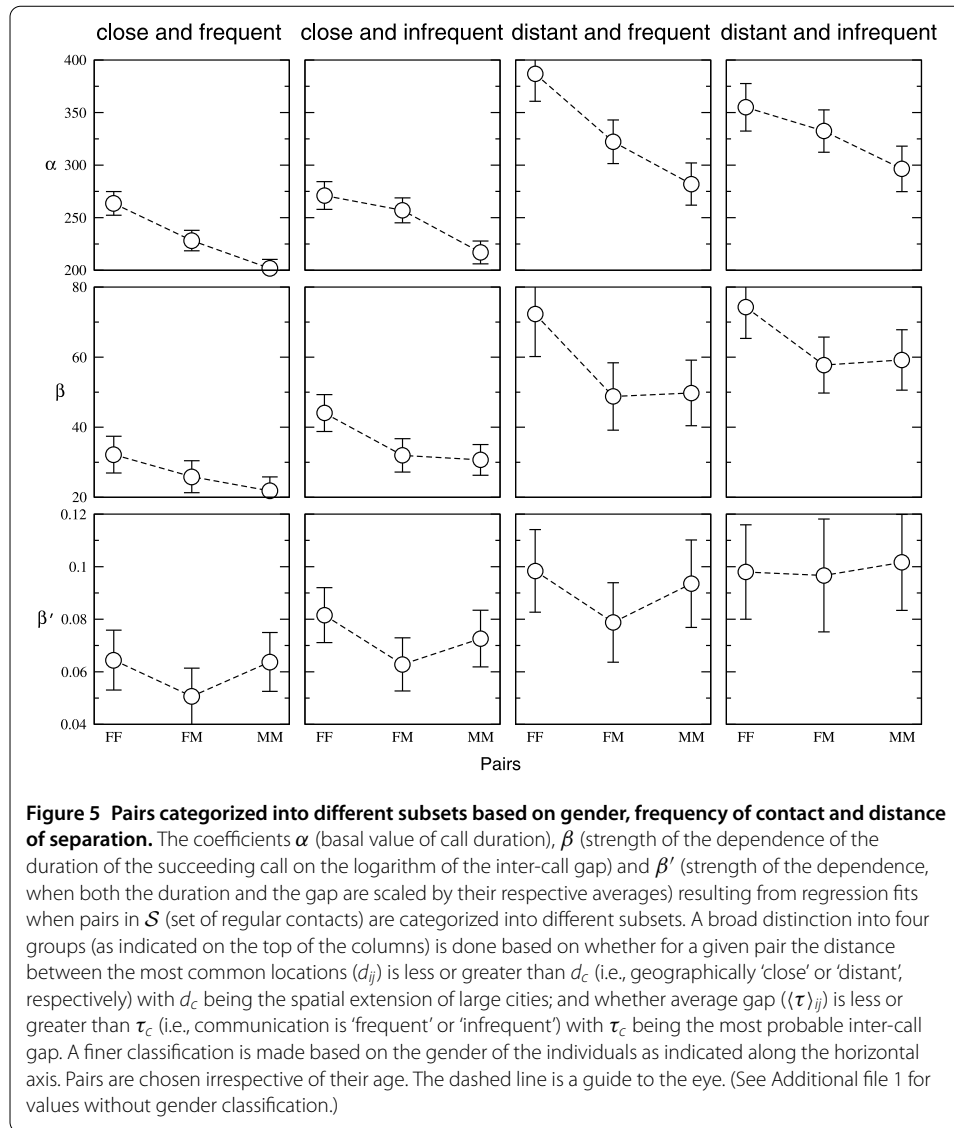 close and frequent close and infrequent distant and frequent distant and infrequent
400
350
α 300
250
200
80
60
β
40
20
0.12
0.1
0.08
β′
0.06
0.04
FF FM MM FF FM MM FF FM MM FF FM MM
Pairs
Figure 5 Pairs categorized into different subsets based on gender, frequency of contact and distance
of separation. The coefficients α (basal value of call duration), β (strength of the dependence of the
duration of the succeeding call on the logarithm of the inter-call gap) and β′ (strength of the dependence,
when both the duration and the gap are scaled by their respective averages) resulting from regression fits
when pairs in S (set of regular contacts) are categorized into different subsets. A broad distinction into four
groups (as indicated on the top of the columns) is done based on whether for a given pair the distance
between the most common locations (dij) is less or greater than dc (i.e., geographically ‘close’ or ‘distant’,
respectively) with dc being the spatial extension of large cities; and whether average gap (⟨τ⟩ij) is less or
greater than τc (i.e., communication is ‘frequent’ or ‘infrequent’) with τc being the most probable inter-call
gap. A finer classification is made based on the gender of the individuals as indicated along the horizontal
axis. Pairs are chosen irrespective of their age. The dashed line is a guide to the eye. (See Additional file 1 for
values without gender classification.)